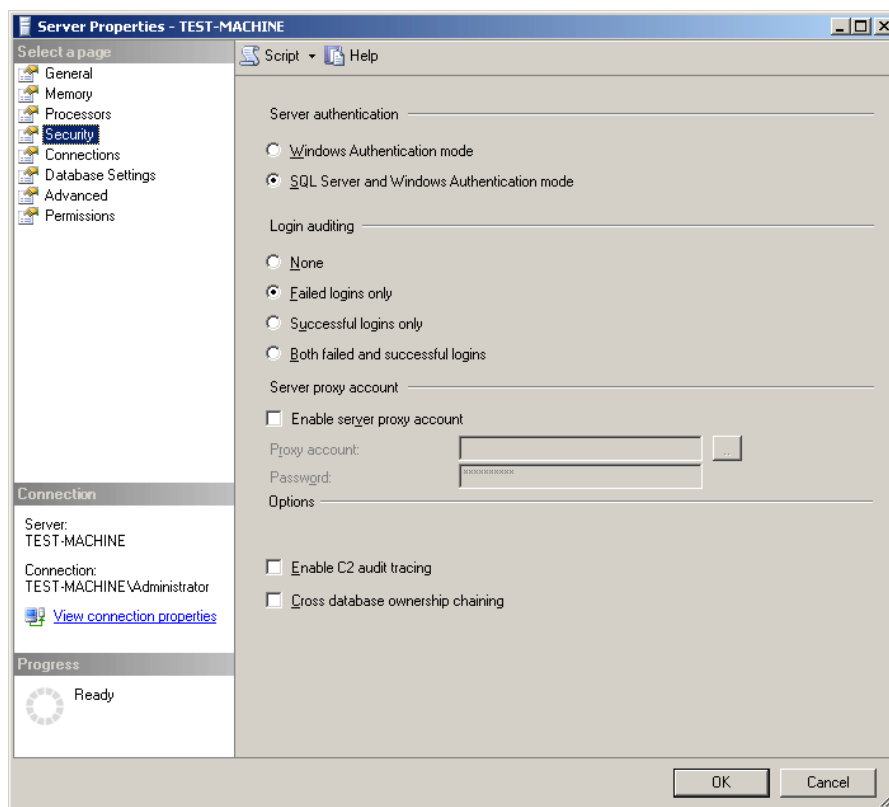 Server Properties - TEST-MACHINE
Select a page
General
Memory
Processors
Security
Connections
Database Settings
Advanced
Permissions
Connection
Server:
TEST-MACHINE
Connection:
TEST-MACHINE\Administrator
View connection properties
Progress
Ready
Script
Help
Server authentication
Windows Authentication mode
SQL Server and Windows Authentication mode
Login auditing
None
Failed logins only
Successful logins only
Both failed and successful logins
Server proxy account
Enable server proxy account
Proxy account:
..
Password:
**********
Options
Enable C2 audit tracing
Cross database ownership chaining
OK
Cancel